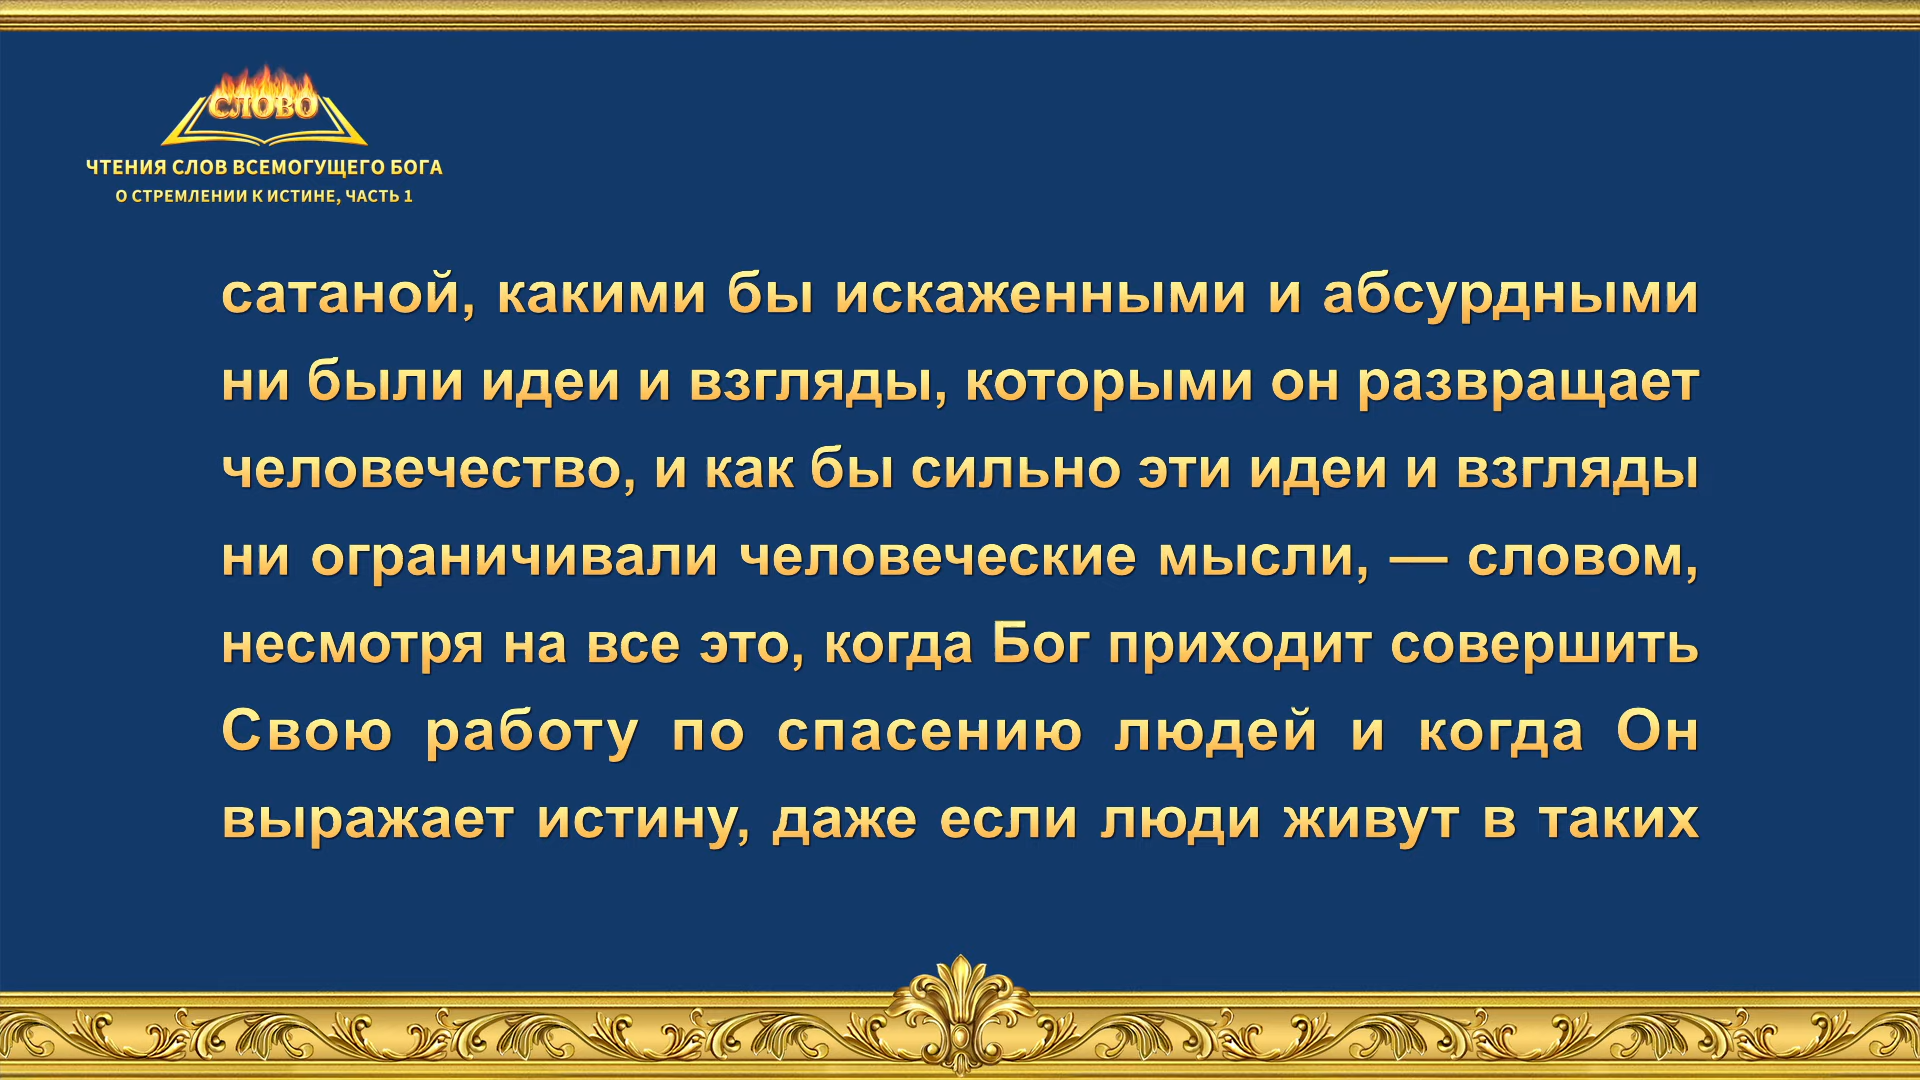 СЛОВО
ЧТЕНИЯ СЛОВ ВСЕМОГУЩЕГО БОГА
О СТРЕМЛЕНИИ К ИСТИНЕ, ЧАСТЬ 1
сатаной, какими бы искаженными и абсурдными
ни были идеи и взгляды, которыми он развращает
человечество, и как бы сильно эти идеи и взгляды
ни ограничивали человеческие мысли, — словом,
несмотря на все это, когда Бог приходит совершить
Свою работу по спасению людей и когда Он
выражает истину, даже если люди живут в таких